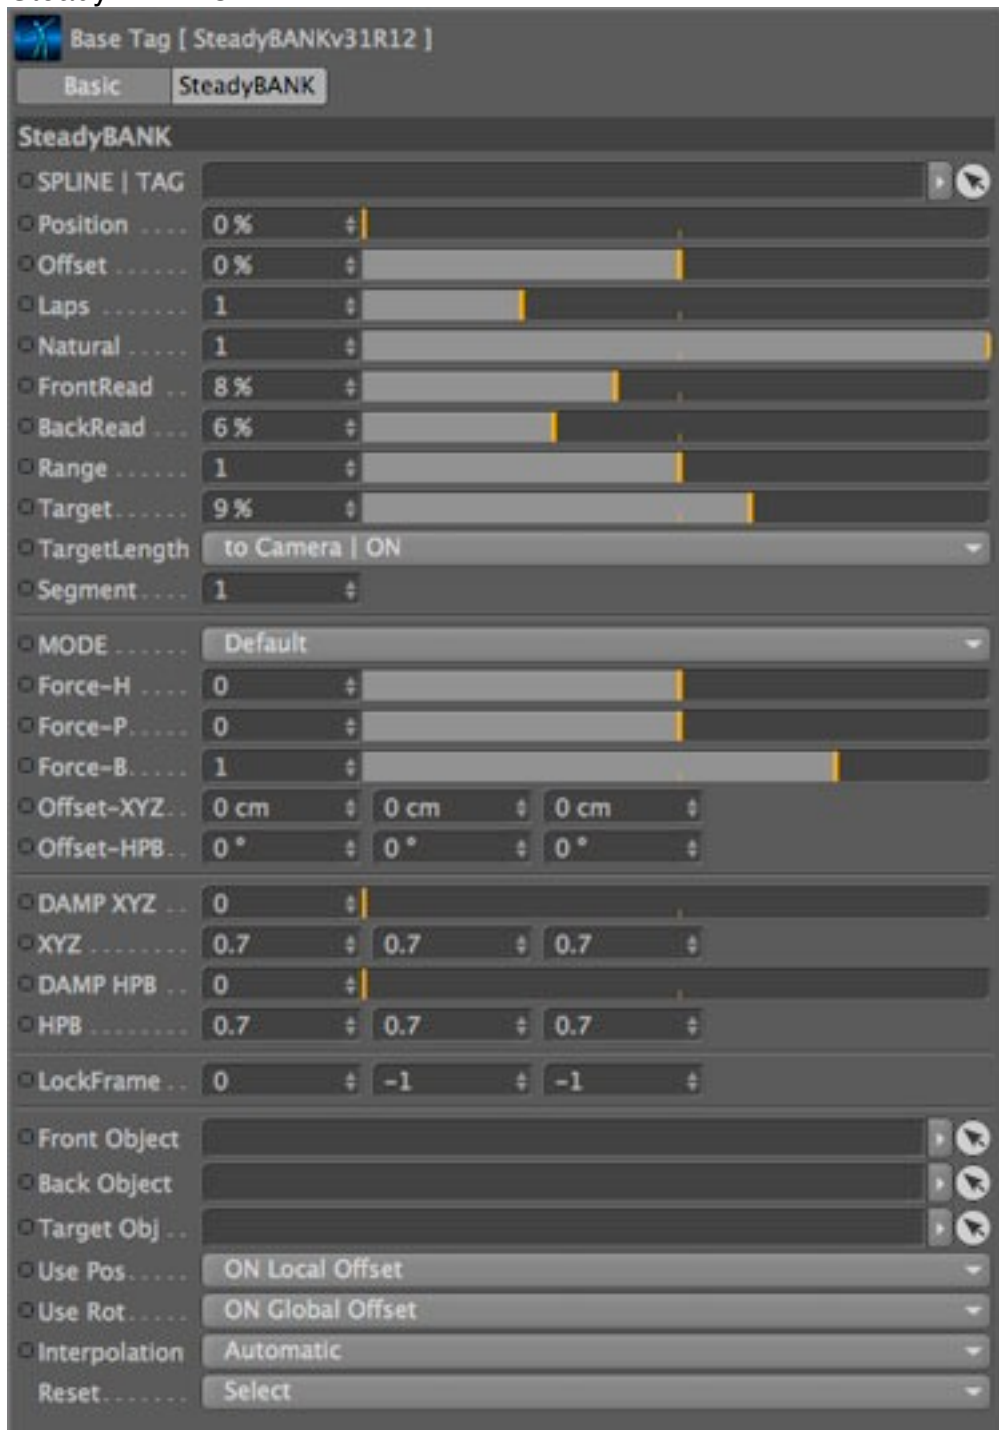 Base Tag [ SteadyBANKv31R12 ]
Basic SteadyBANK
SteadyBANK
SPLINE | TAG
Position .... 0 %
Offset ...... 0 %
Laps ....... 1
Natural ..... 1
FrontRead .. 8 %
BackRead ... 6 %
Range ...... 1
Target...... 9 %
TargetLength to Camera | ON
Segment.... 1
MODE ...... Default
Force-H .... 0
Force-P..... 0
Force-B..... 1
Offset-XYZ.. 0 cm 0 cm 0 cm
Offset-HPB.. 0 ° 0 ° 0 °
DAMP XYZ .. 0
XYZ ........ 0.7 0.7 0.7
DAMP HPB .. 0
HPB ........ 0.7 0.7 0.7
LockFrame .. 0 -1 -1
Front Object
Back Object
Target Obj ..
Use Pos..... ON Local Offset
Use Rot..... ON Global Offset
Interpolation Automatic
Reset....... Select